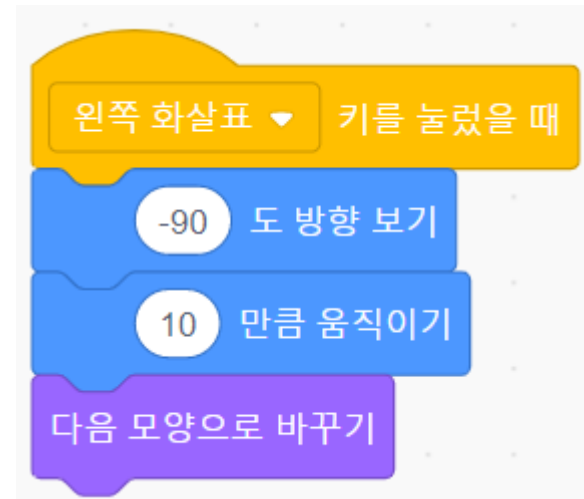 왼쪽 화살표 키를 눌렀을 때
-90 도 방향 보기
10 만큼 움직이기
다음 모양으로 바꾸기